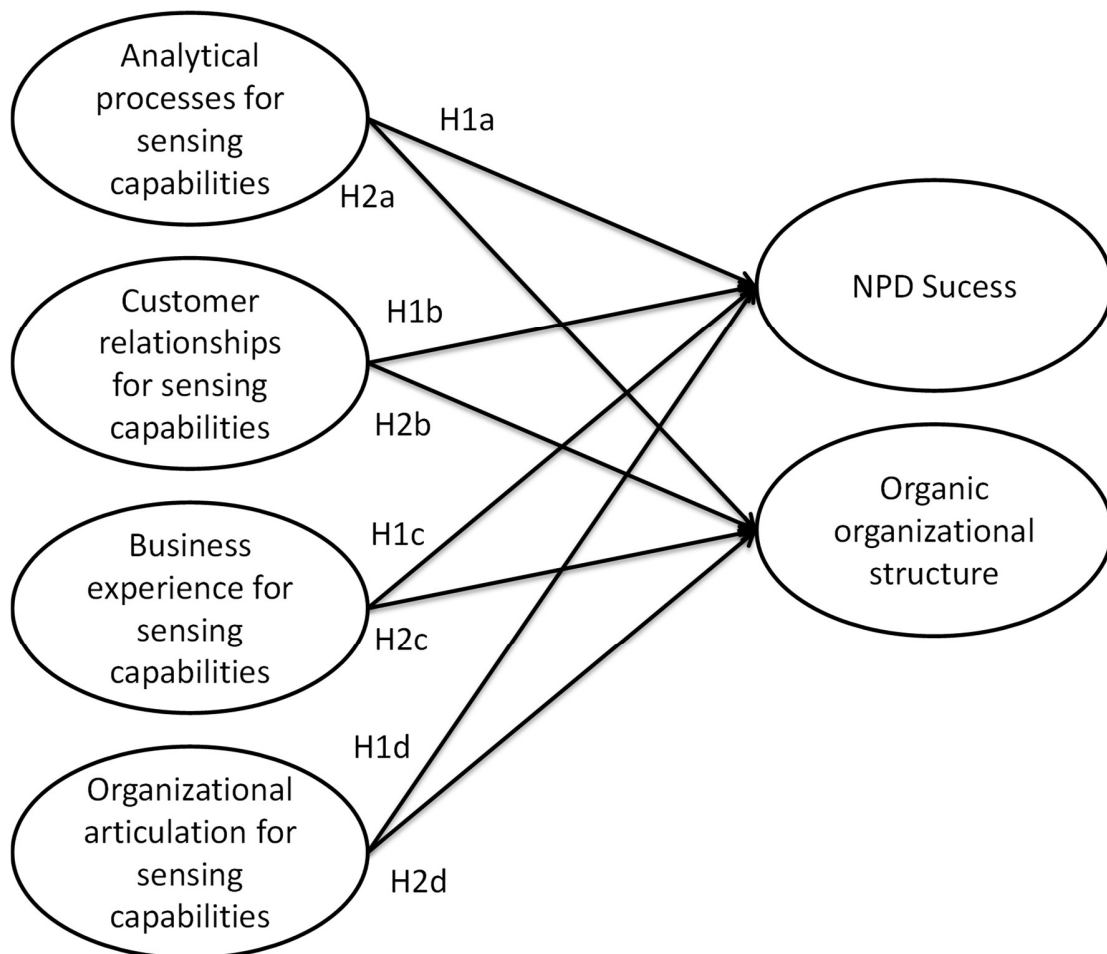 Analytical
processes for
sensing
capabilities
H1a
H2a
Customer
relationships
for sensing
capabilities
H1b
H2b
Business
experience for
sensing
capabilities
H1c
H2c
Organizational
articulation for
sensing
capabilities
H1d
H2d
NPD Sucess
Organic
organizational
structure